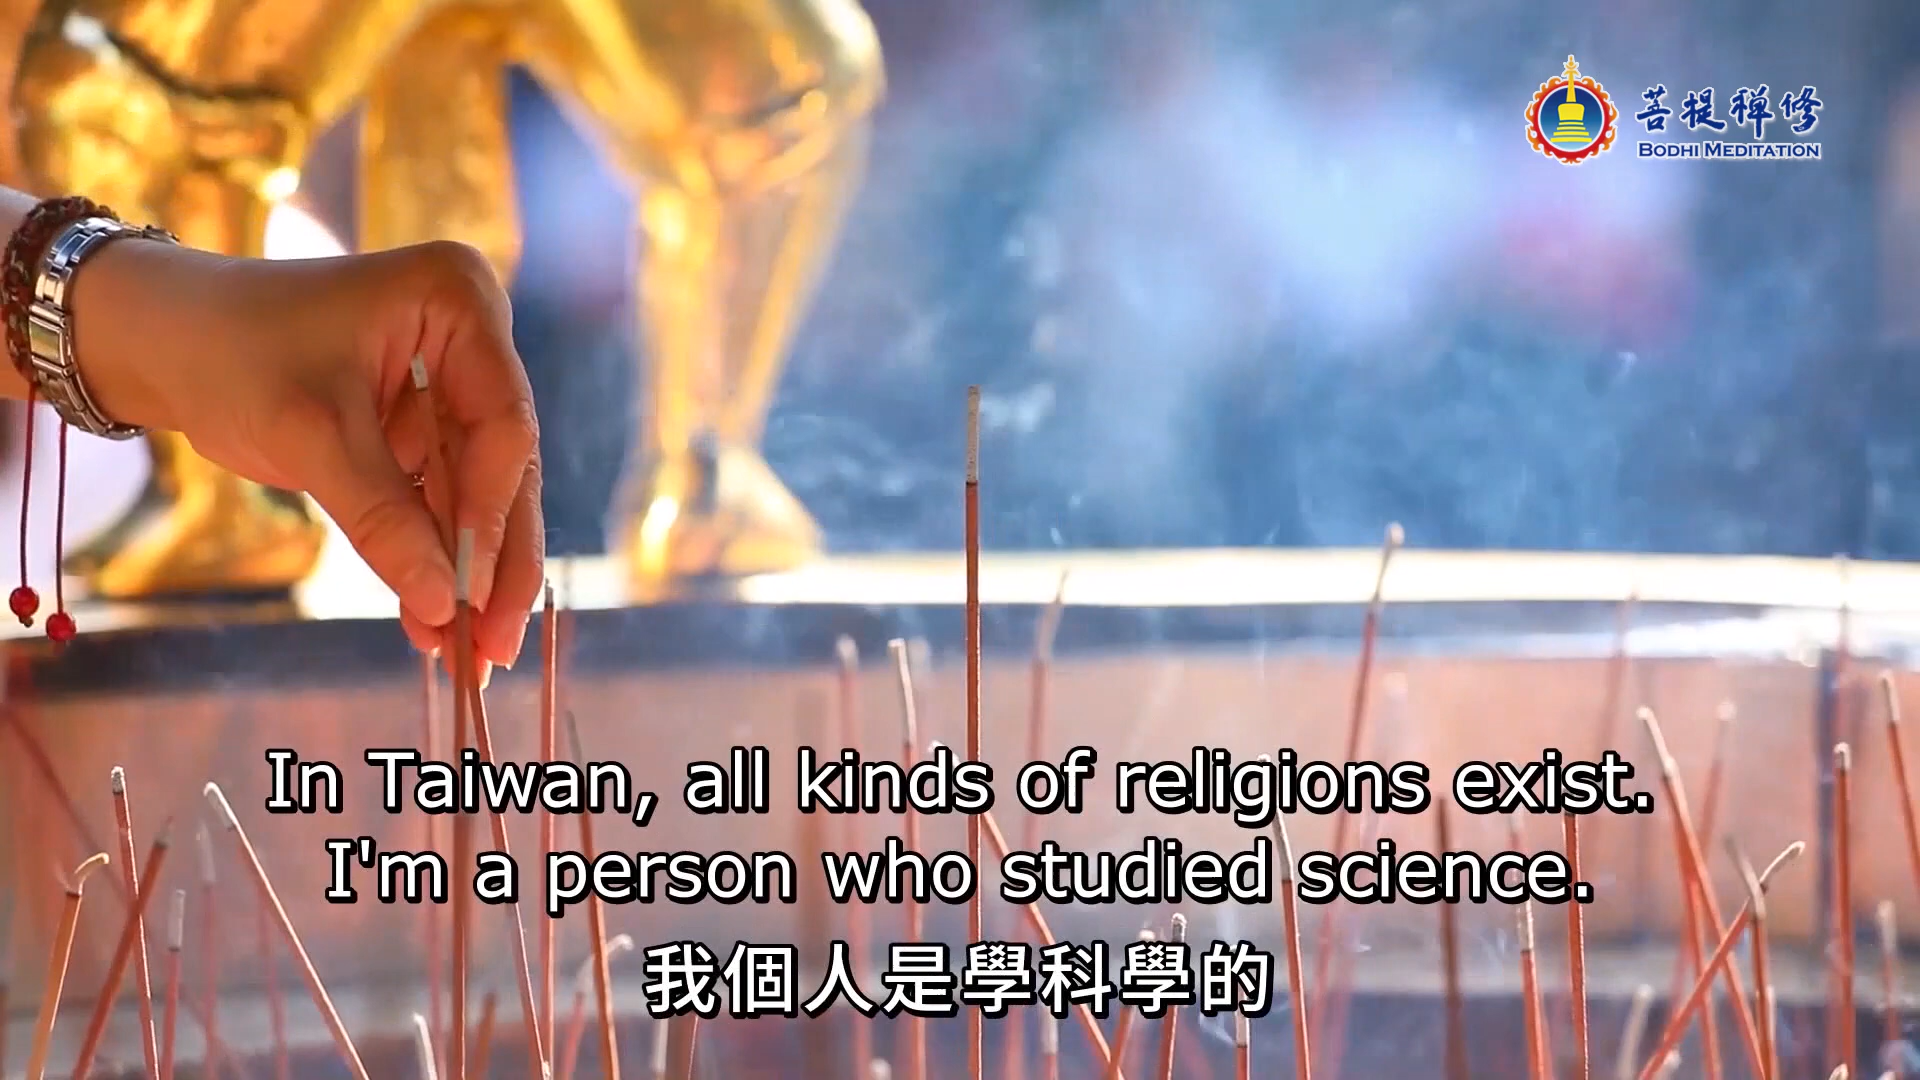 菩提禪修
BODHI MEDITATION
In Taiwan, all kinds of religions exist.
I'm a person who studied science.
我個人是學科學的